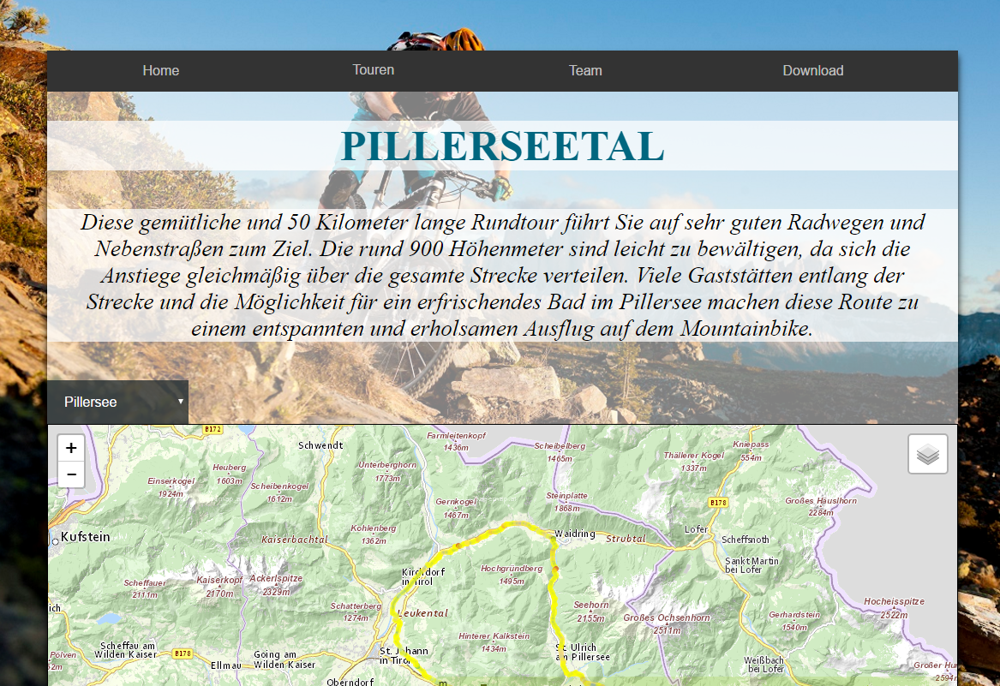 Home Touren Team Download
PILLERSEETAL
Diese gemütliche und 50 Kilometer lange Rundtour führt Sie auf sehr guten Radwegen und
Nebenstraßen zum Ziel. Die rund 900 Höhenmeter sind leicht zu bewältigen, da sich die
Anstiege gleichmäßig über die gesamte Strecke verteilen. Viele Gaststätten entlang der
Strecke und die Möglichkeit für ein erfrischendes Bad im Pillersee machen diese Route zu
einem entspannten und erholsamen Ausflug auf dem Mountainbike.
Pillersee
+
−
B172
Farmleitenkopf
1436m
Schwendt
Scheibelberg
1465m
Kniepass
554m
Thällerer Kogel
1337m
Unterberghorn
1773m
Heuberg
1603m
Einserkogel
1924m
Scheibenkogel
1612m
Steinplatte
1868m
Gernkogel
1467m
B178
Großes Häuslhorn
2284m
Kohlenberg
1362m
Kufstein
Kaiserbachtal
Waidring
Strubtal
Lofer
Scheffsnoth
Sankt Martin
bei Lofer
Kirchdorf
in Tirol
Hochgründberg
1495m
Scheffauer
2111m
Kaiserkopf
2170m
Ackerlspitze
2329m
Schatterberg
1274m
Leukental
Seehorn
2155m
Großes Ochsenhorn
2511m
Hocheisspitze
2522m
Gerhardstein
1540m
Hinterer Kalkstein
1434m
Scheffau am
Wilden Kaiser
B178
Going am
Wilden Kaiser
Ellmau
St. Johann
in Tirol
St. Ulrich
am Pillersee
Weißbach
bei Lofer
2594m
Oberndorf